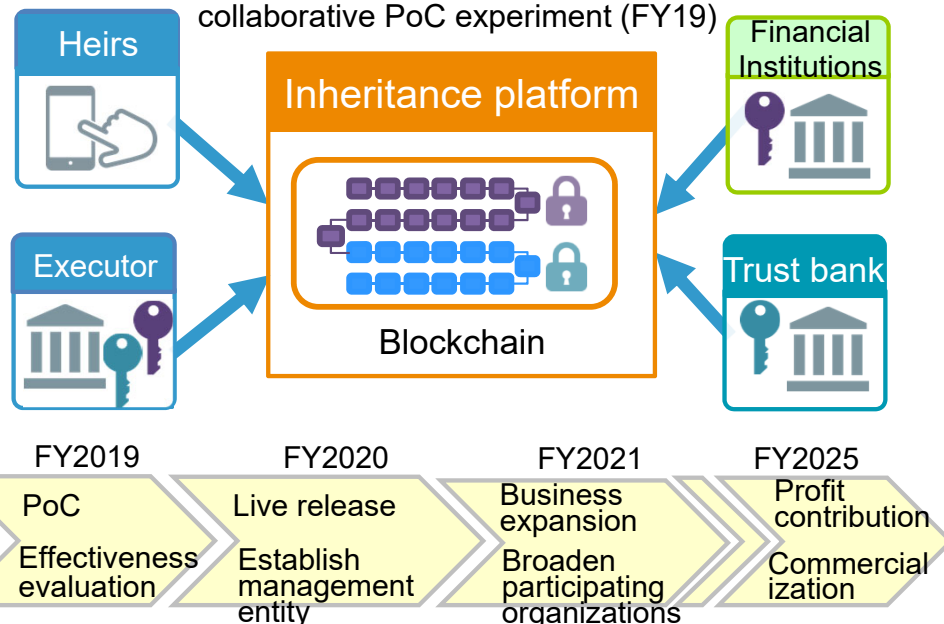 collaborative PoC experiment (FY19)
Heirs
Financial
Institutions
Inheritance platform
Executor
Trust bank
Blockchain
FY2019
FY2020
FY2021
FY2025
PoC
Effectiveness
evaluation
Live release
Establish
management
entity
Business
expansion
Broaden
participating
organizations
Profit
contribution
Commercial
ization